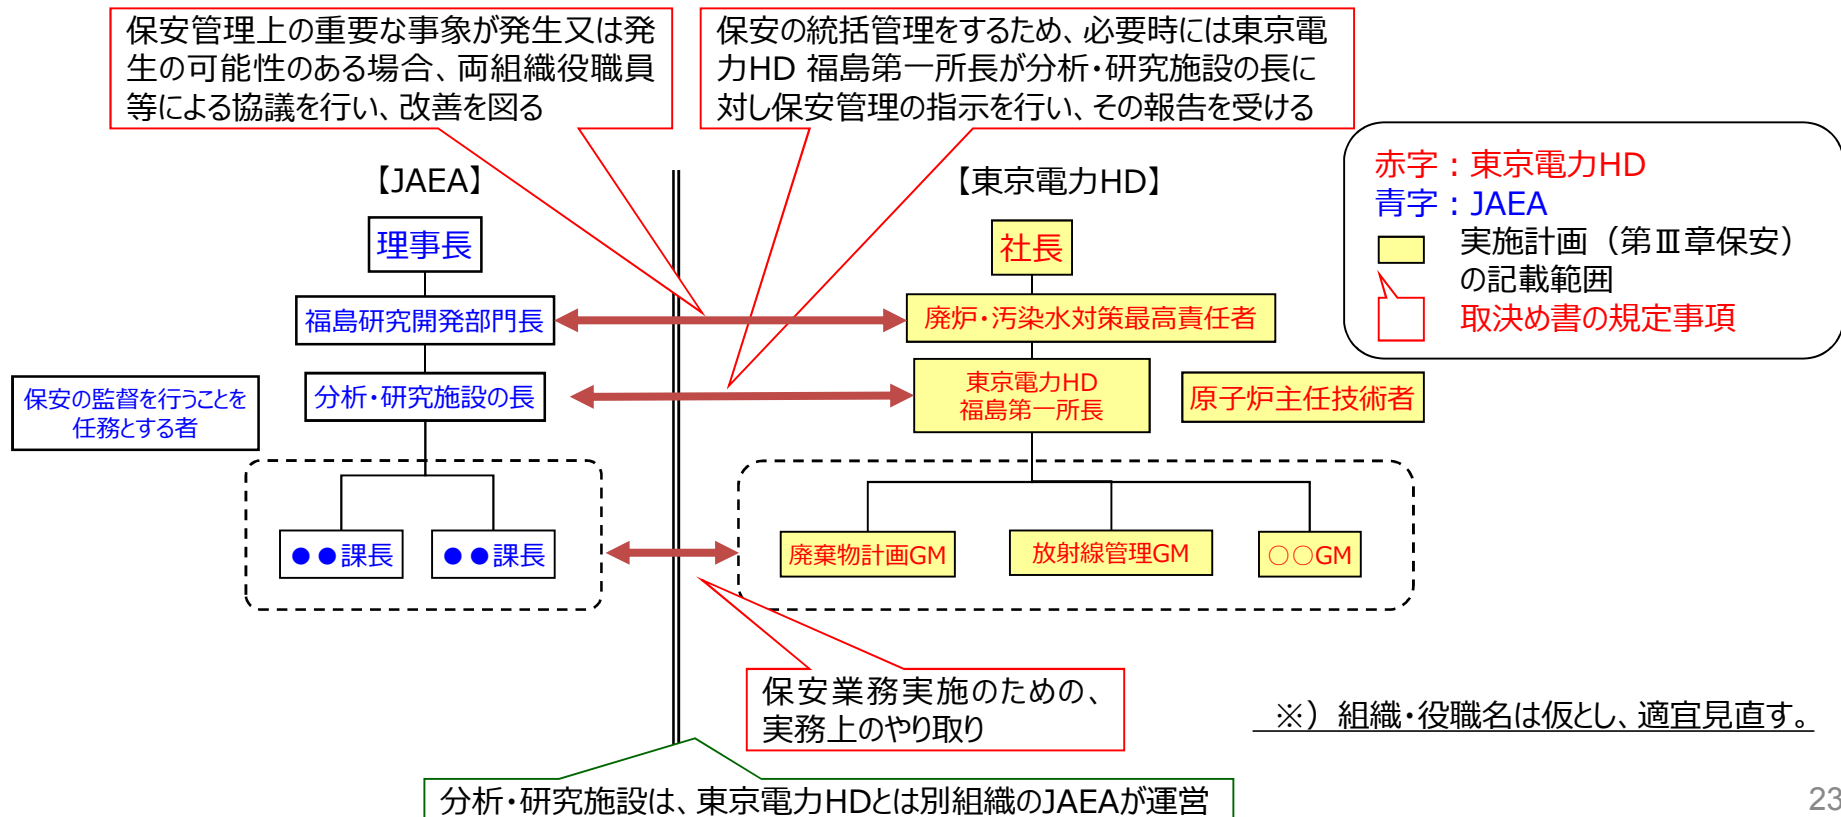 保安管理上の重要な事象が発生又は発
生の可能性のある場合、両組織役職員
等による協議を行い、改善を図る
保安の統括管理をするため、必要時には東京電
力HD 福島第一所長が分析・研究施設の長に
対し保安管理の指示を行い、その報告を受ける
【JAEA】
【東京電力HD】
赤字：東京電力HD
青字：JAEA
実施計画（第Ⅲ章保安）
の記載範囲
取決め書の規定事項
理事長
社長
福島研究開発部門長
廃炉・汚染水対策最高責任者
保安の監督を行うことを
任務とする者
分析・研究施設の長
東京電力HD
福島第一所長
原子炉主任技術者
●●課長
●●課長
廃棄物計画GM
放射線管理GM
○○GM
保安業務実施のための、
実務上のやり取り
※）組織・役職名は仮とし、適宜見直す。
分析・研究施設は、東京電力HDとは別組織のJAEAが運営
23